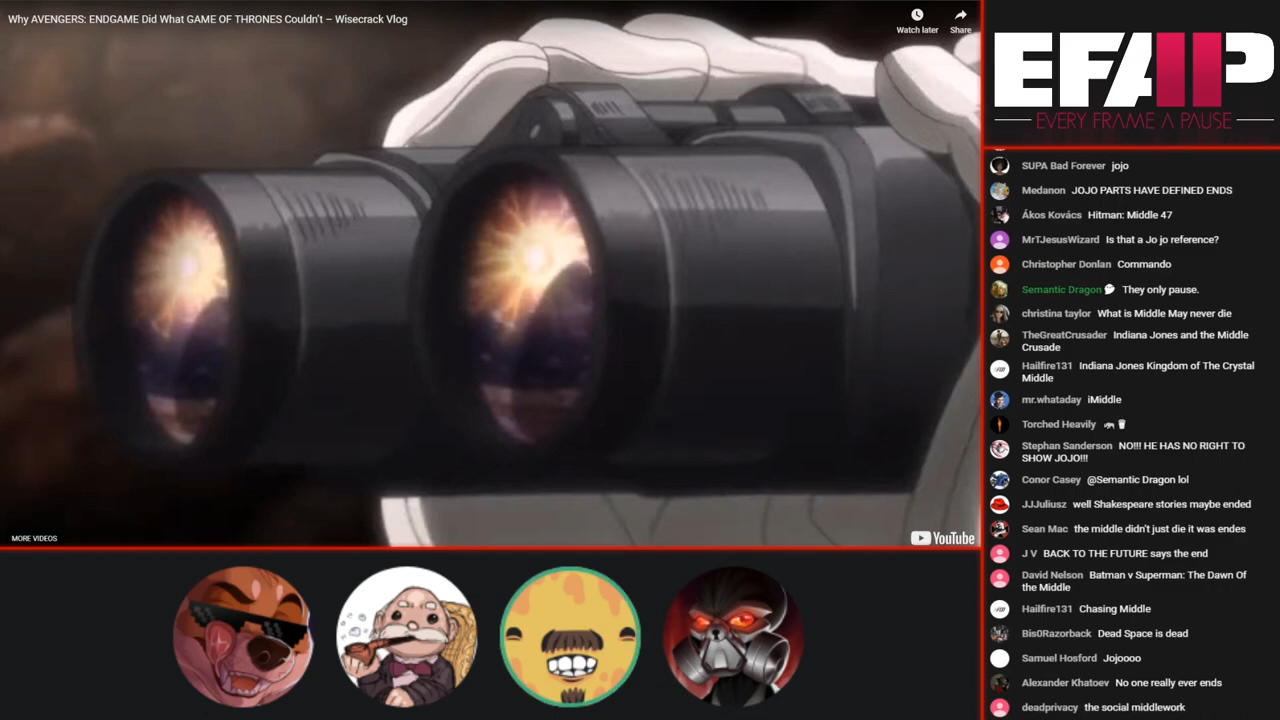 Why AVENGERS: ENDGAME Did What GAME OF THRONES Couldn't – Wisecrack Vlog
Watch later
Share
MORE VIDEOS
YouTube
EFAP
EVERY FRAME A PAUSE
SUPA Bad Forever jojo
Medanon JOJO PARTS HAVE DEFINED ENDS
Ákos Kovács Hitman: Middle 47
MrTJesusWizard Is that a Jo jo reference?
Christopher Donlan Commando
Semantic Dragon They only pause.
christina taylor What is Middle May never die
TheGreatCrusader Indiana Jones and the Middle
Crusade
Hailfire131 Indiana Jones Kingdom of The Crystal
Middle
mr.whataday iMiddle
Torched Heavily
Stephan Sanderson NO!!! HE HAS NO RIGHT TO
SHOW JOJO!!!
Conor Casey @Semantic Dragon lol
JJJuliusz well Shakespeare stories maybe ended
Sean Mac the middle didn't just die it was endes
J V BACK TO THE FUTURE says the end
David Nelson Batman v Superman: The Dawn Of
the Middle
Hailfire131 Chasing Middle
Bis0Razorback Dead Space is dead
Samuel Hosford Jojoooo
Alexander Khatoev No one really ever ends
deadprivacy the social middlework